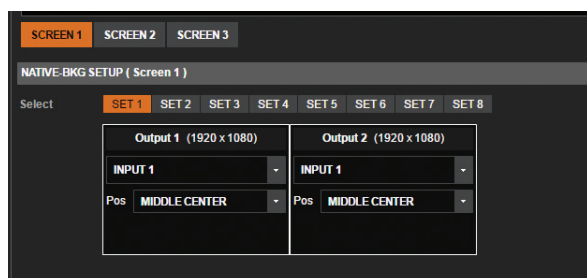 SCREEN 1 SCREEN 2 SCREEN 3
NATIVE-BKG SETUP ( Screen 1 )
Select SET 1 SET 2 SET 3 SET 4 SET 5 SET 6 SET 7 SET 8
Output 1 (1920 x 1080) Output 2 (1920 x 1080)
INPUT 1 INPUT 1
Pos MIDDLE CENTER Pos MIDDLE CENTER